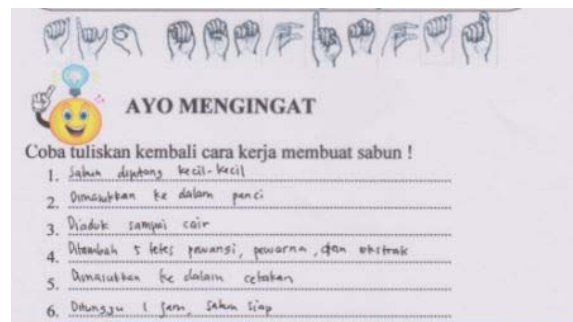 AYO MENGINGAT
Coba tuliskan kembali cara kerja membuat sabun !
1. Sabun dipotong kecil-kecil
2. Dimasukkan ke dalam panci
3. Diaduk sampai cair
4. Ditambah 5 tetes pewangi, pewarna, dan ekstrak
5. Dimasukkan ke dalam cetakan
6. Ditunggu 1 jam, Sabun Siap